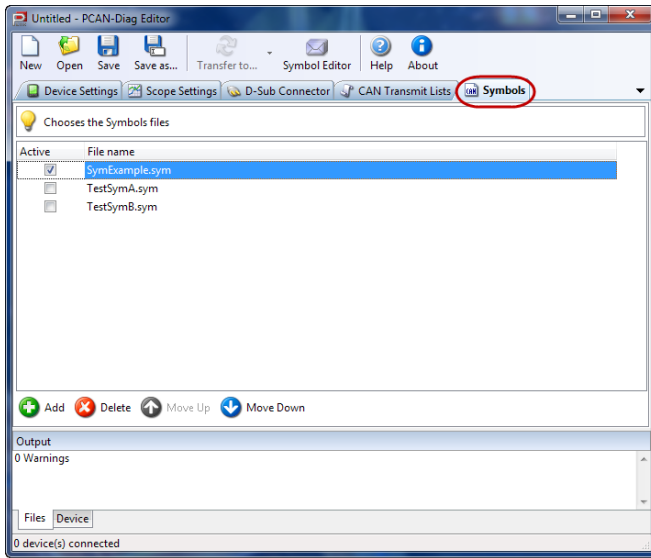 Untitled - PCAN-Diag Editor
New Open Save Save as... Transfer to... Symbol Editor Help About
Device Settings Scope Settings D-Sub Connector CAN Transmit Lists Symbols
Chooses the Symbols files
Active File name
SymExample.sym
TestSymA.sym
TestSymB.sym
Add Delete Move Up Move Down
Output
0 Warnings
Files Device
0 device(s) connected